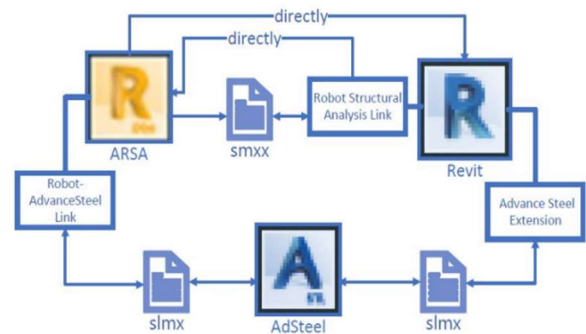 directly
directly
R
ARSA
smxx
Robot Structural
Analysis Link
R
Revit
Robot-
AdvanceSteel
Link
Advance Steel
Extension
slmx
A
AdSteel
slmx